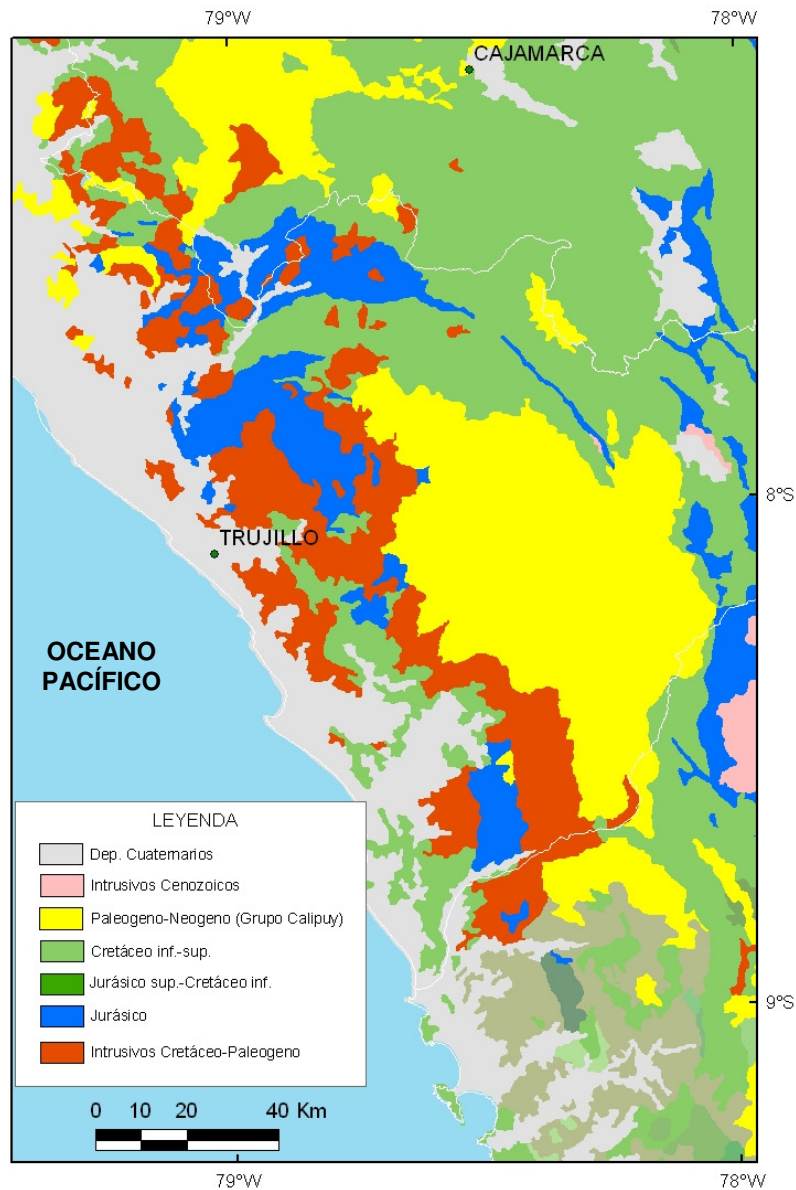 79°W
78°W
CAJAMARCA
8°S
TRUJILLO
OCEANO
PACÍFICO
LEYENDA
Dep. Cuaternarios
Intrusivos Cenozoicos
Paleogeno-Neogeno (Grupo Calipuy)
Cretáceo inf.-sup.
Jurásico sup.-Cretáceo inf.
Jurásico
Intrusivos Cretáceo-Paleogeno
9°S
0 10 20 40 Km
79°W
78°W